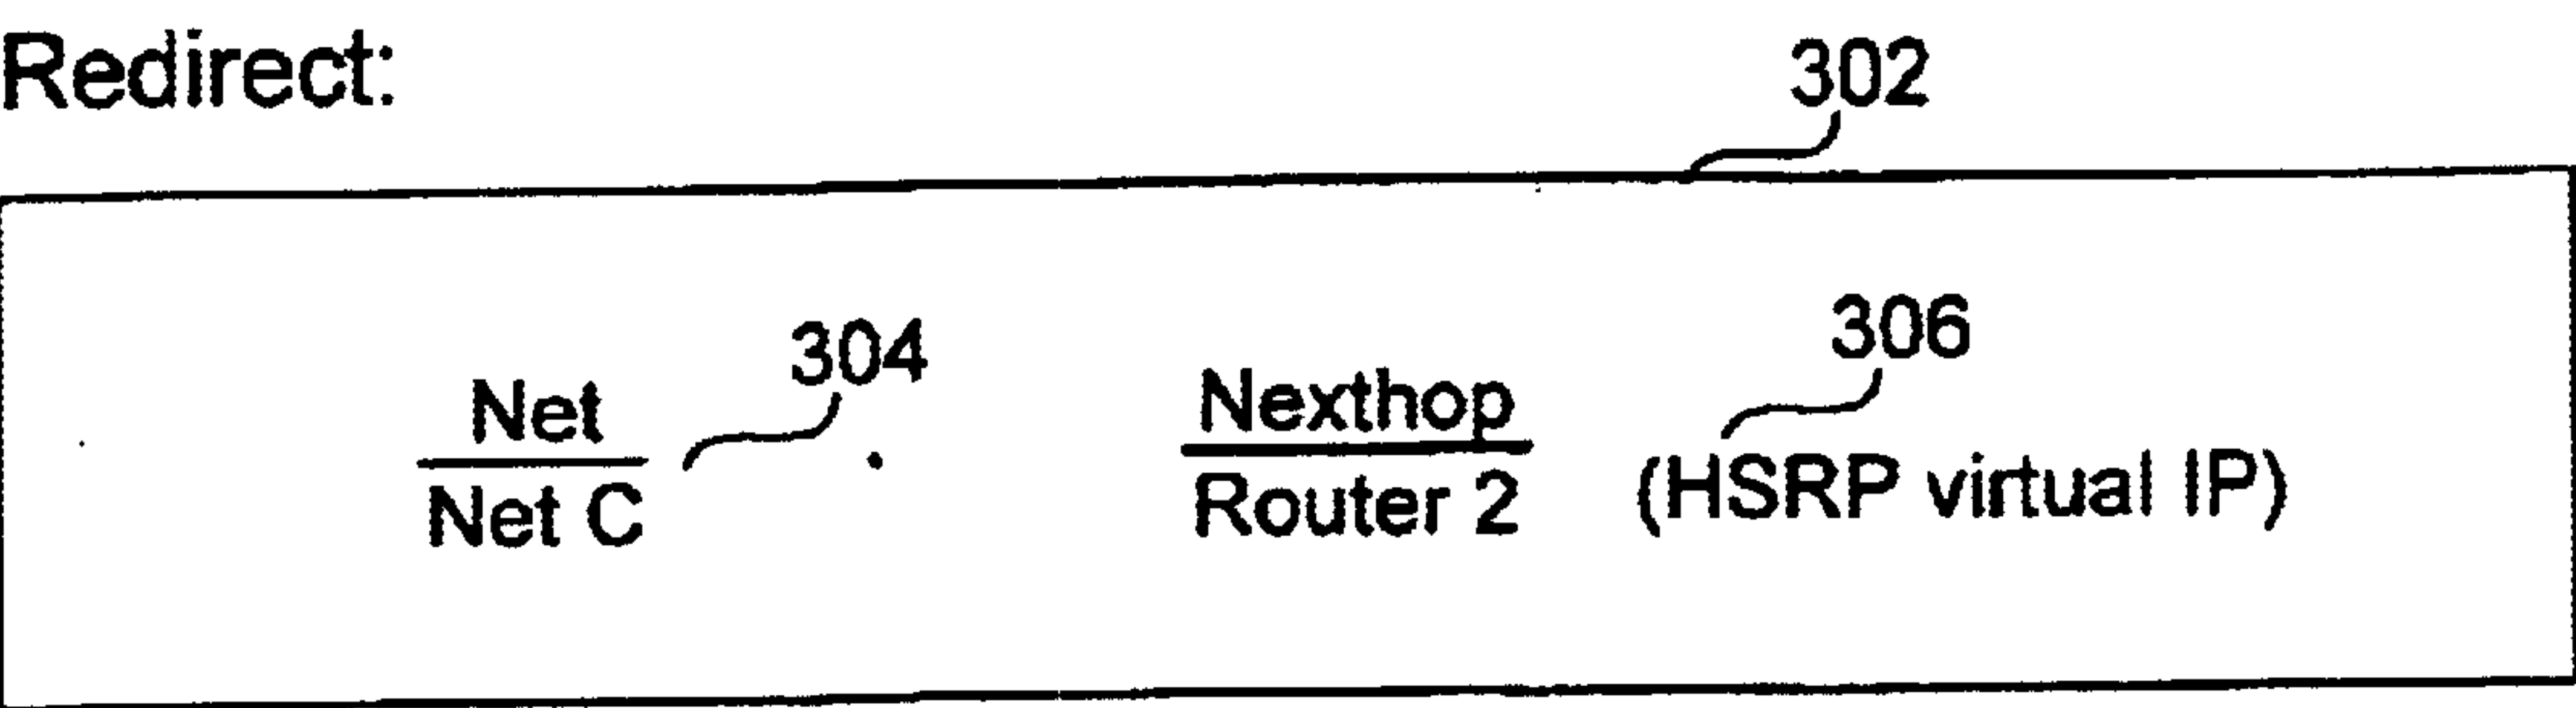 Redirect:
302
304
306
Net
Nexthop
Net C
Router 2 (HSRP virtual IP)